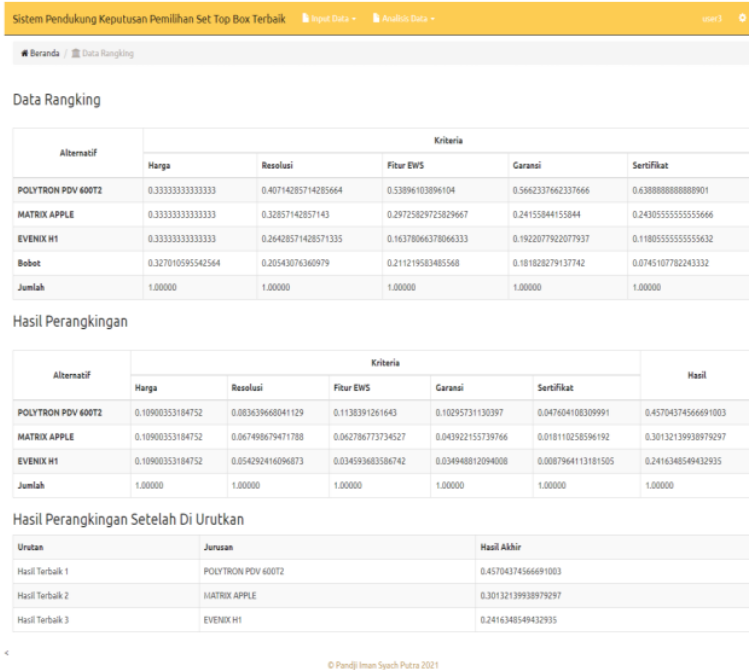 Sistem Pendukung Keputusan Pemilihan Set Top Box Terbaik Input Data Analisis Data user3
Beranda / Data Rangking
Data Rangking
Alternatif Kriteria
Harga Resolusi Fitur EWS Garansi Sertifikat
POLYTRON PDV 600T2 0.33333333333333 0.40714285714285664 0.53896103896104 0.5662337662337666 0.6388888888888901
MATRIX APPLE 0.33333333333333 0.32857142857143 0.29725829725829667 0.24155844155844 0.24305555555555666
EVENIX H1 0.33333333333333 0.26428571428571335 0.16378066378066333 0.1922077922077937 0.11805555555555632
Bobot 0.327010595542564 0.20543076360979 0.211219583485568 0.181828279137742 0.0745107782243332
Jumlah 1.00000 1.00000 1.00000 1.00000 1.00000
Hasil Perangkingan
Alternatif Kriteria Hasil
Harga Resolusi Fitur EWS Garansi Sertifikat
POLYTRON PDV 600T2 0.10900353184752 0.083639668041129 0.1138391261643 0.10295731130397 0.047604108309991 0.45704374566691003
MATRIX APPLE 0.10900353184752 0.067498679471788 0.062786773734527 0.043922155739766 0.018110258596192 0.30132139938979297
EVENIX H1 0.10900353184752 0.054292416096873 0.034593683586742 0.034948812094008 0.0087964113181505 0.2416348549432935
Jumlah 1.00000 1.00000 1.00000 1.00000 1.00000 1.00000
Hasil Perangkingan Setelah Di Urutkan
Urutan Jurusan Hasil Akhir
Hasil Terbaik 1 POLYTRON PDV 600T2 0.45704374566691003
Hasil Terbaik 2 MATRIX APPLE 0.30132139938979297
Hasil Terbaik 3 EVENIX H1 0.2416348549432935
<
© Pandji Iman Syach Putra 2021